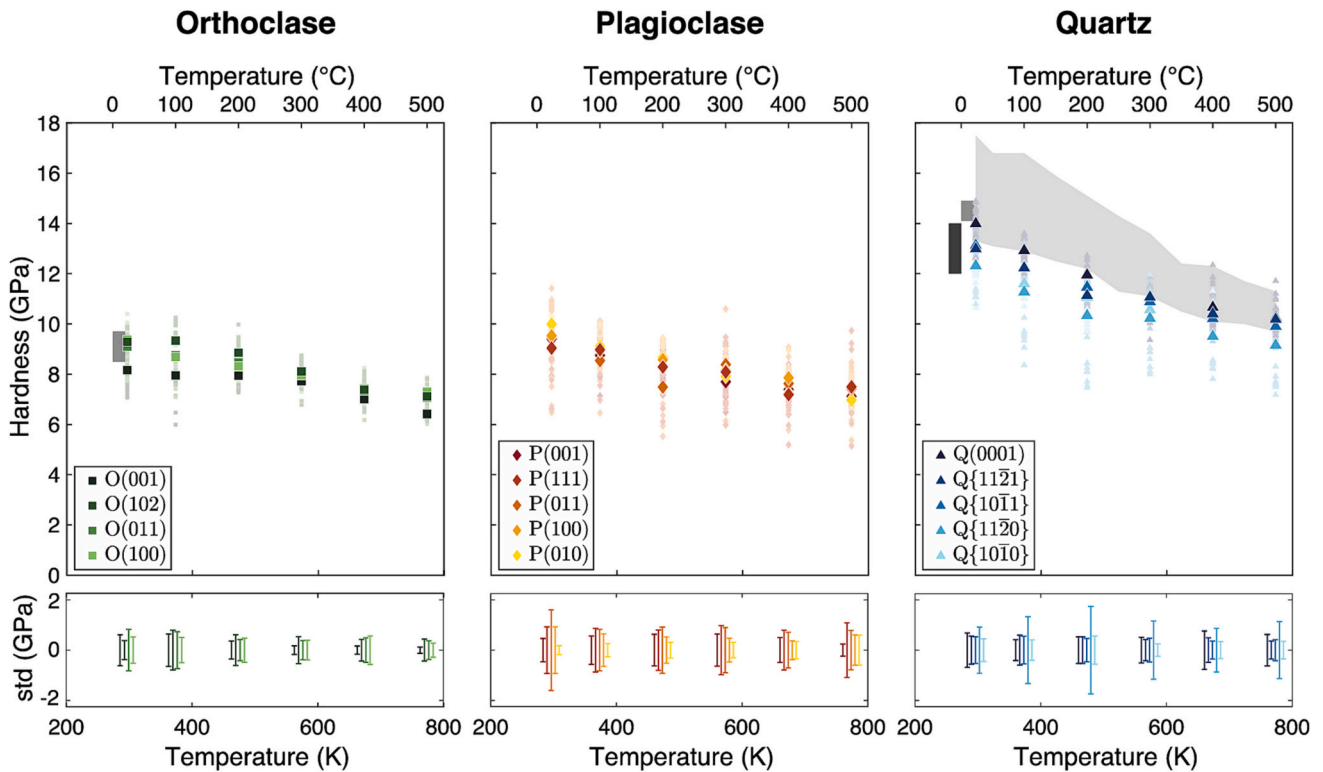 Orthoclase
Plagioclase
Quartz
Temperature (°C)
Temperature (°C)
Temperature (°C)
0 100 200 300 400 500
0 100 200 300 400 500
0 100 200 300 400 500
Hardness (GPa)
18
16
14
12
10
8
6
4
2
0
O(001)
O(102)
O(011)
O(100)
P(001)
P(111)
P(011)
P(100)
P(010)
Q(0001)
Q{112̅1}
Q{101̅1}
Q{112̅0}
Q{101̅0}
std (GPa)
2
0
-2
200 400 600 800
400 600 800
400 600 800
Temperature (K)
Temperature (K)
Temperature (K)